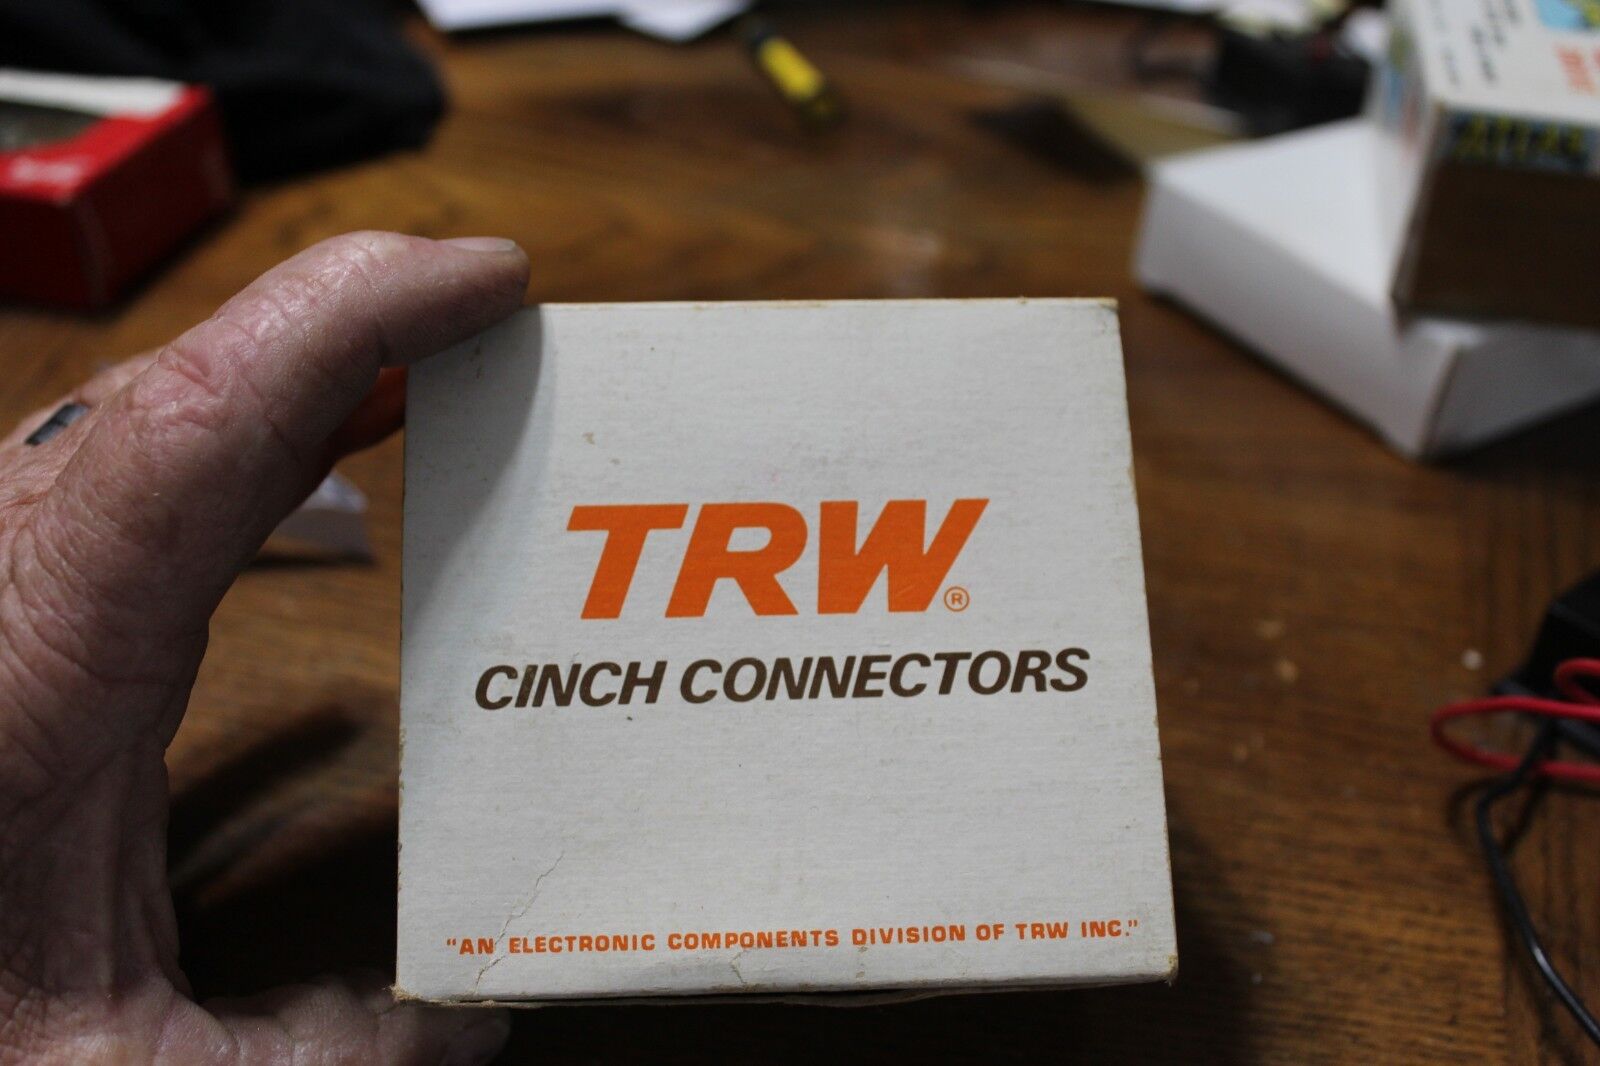 TRW®
CINCH CONNECTORS
"AN ELECTRONIC COMPONENTS DIVISION OF TRW INC."